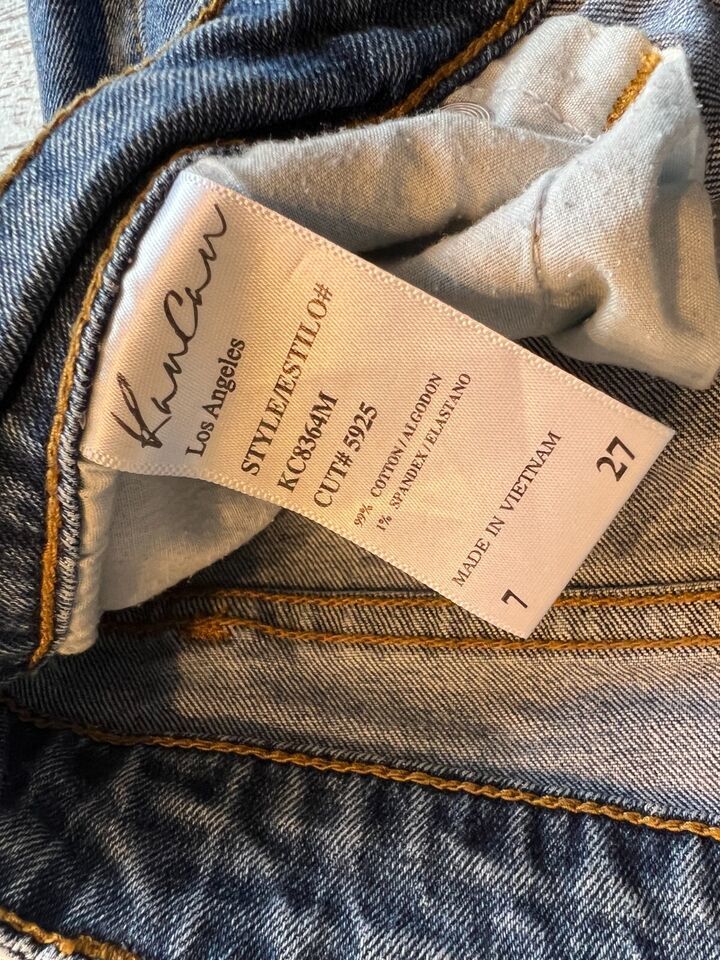 KanCan
Los Angeles
STYLE/ESTILO#
KC8364M
CUT# 5925
99% COTTON/ALGODON
1% SPANDEX/ELASTANO
MADE IN VIETNAM
7 27